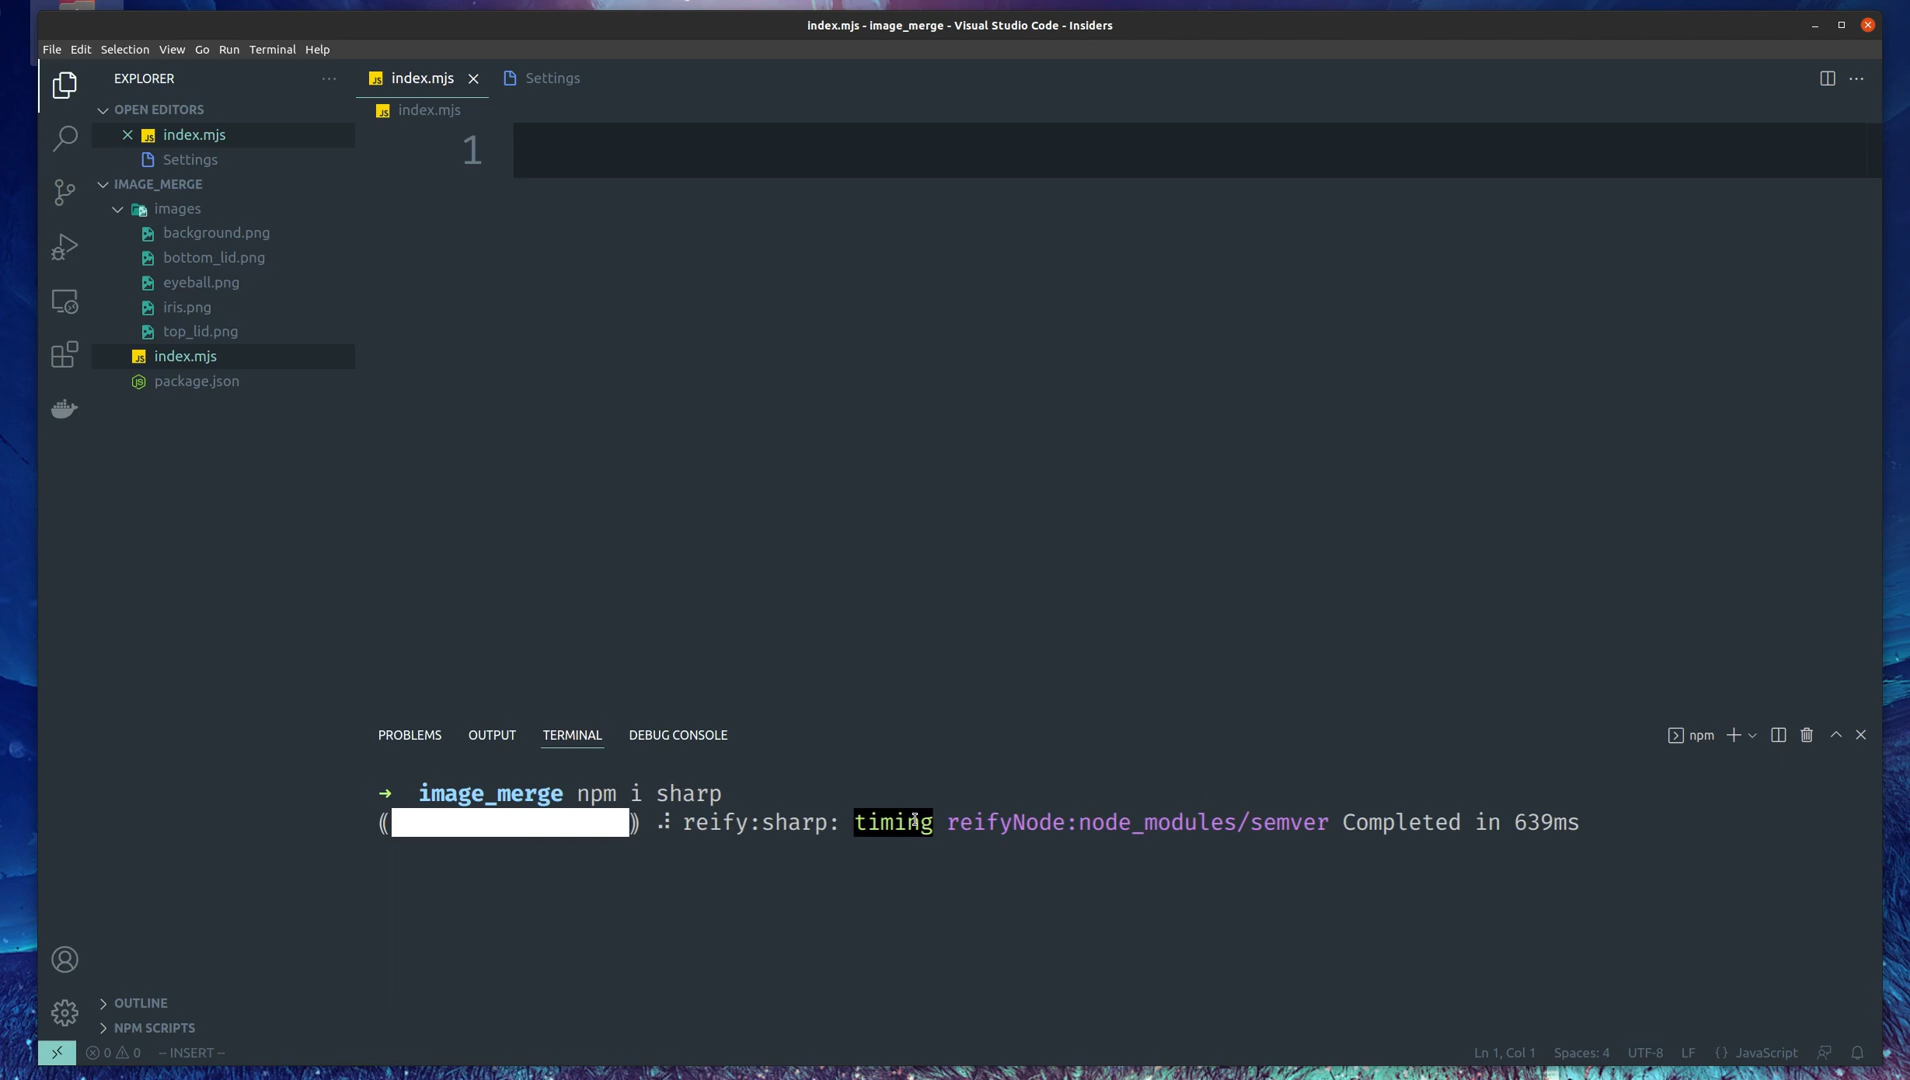 index.mjs - image_merge - Visual Studio Code - Insiders
File Edit Selection View Go Run Terminal Help
EXPLORER
OPEN EDITORS
index.mjs
Settings
IMAGE_MERGE
images
background.png
bottom_lid.png
eyeball.png
iris.png
top_lid.png
index.mjs
package.json
OUTLINE
NPM SCRIPTS
index.mjs Settings
index.mjs
1
PROBLEMS OUTPUT TERMINAL DEBUG CONSOLE
npm
➜ image_merge npm i sharp
() ⠼ reify:sharp: timing reifyNode:node_modules/semver Completed in 639ms
0 0 -- INSERT -- Ln 1, Col 1 Spaces: 4 UTF-8 LF {} JavaScript